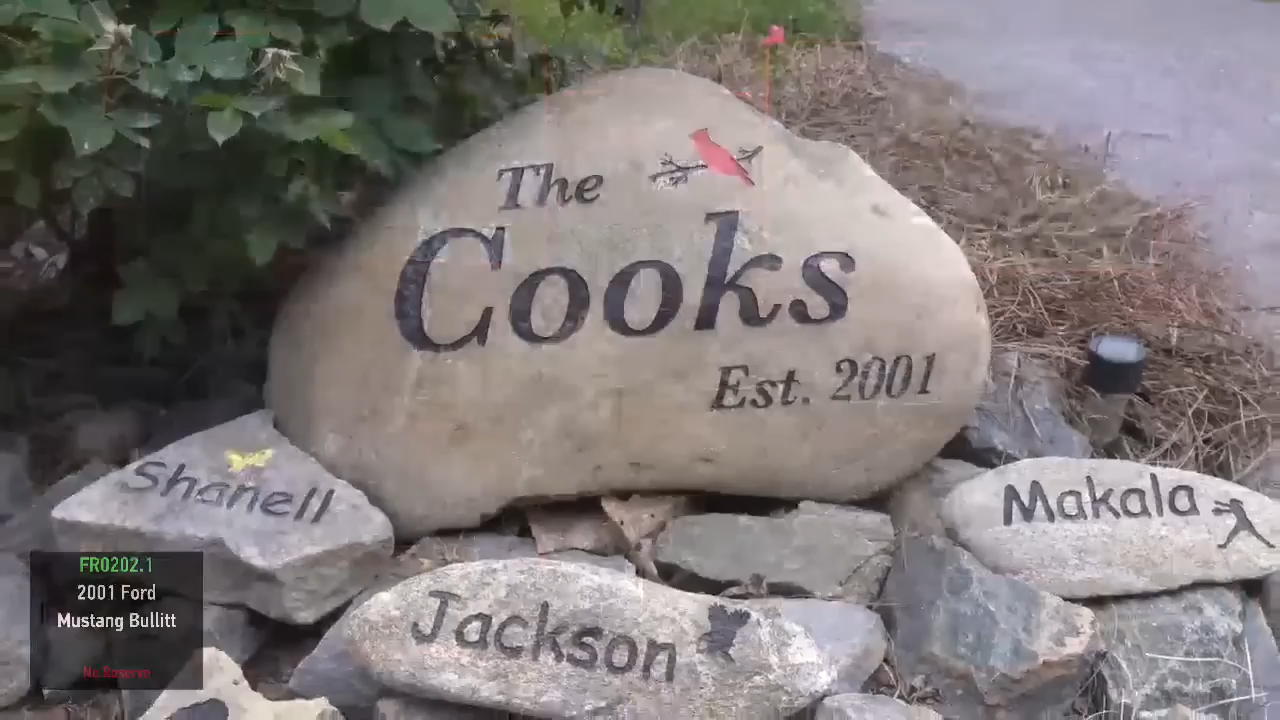 The
Cooks
Est. 2001
Shanell
Makala
Jackson
FR0202.1
2001 Ford
Mustang Bullitt
No Reserve